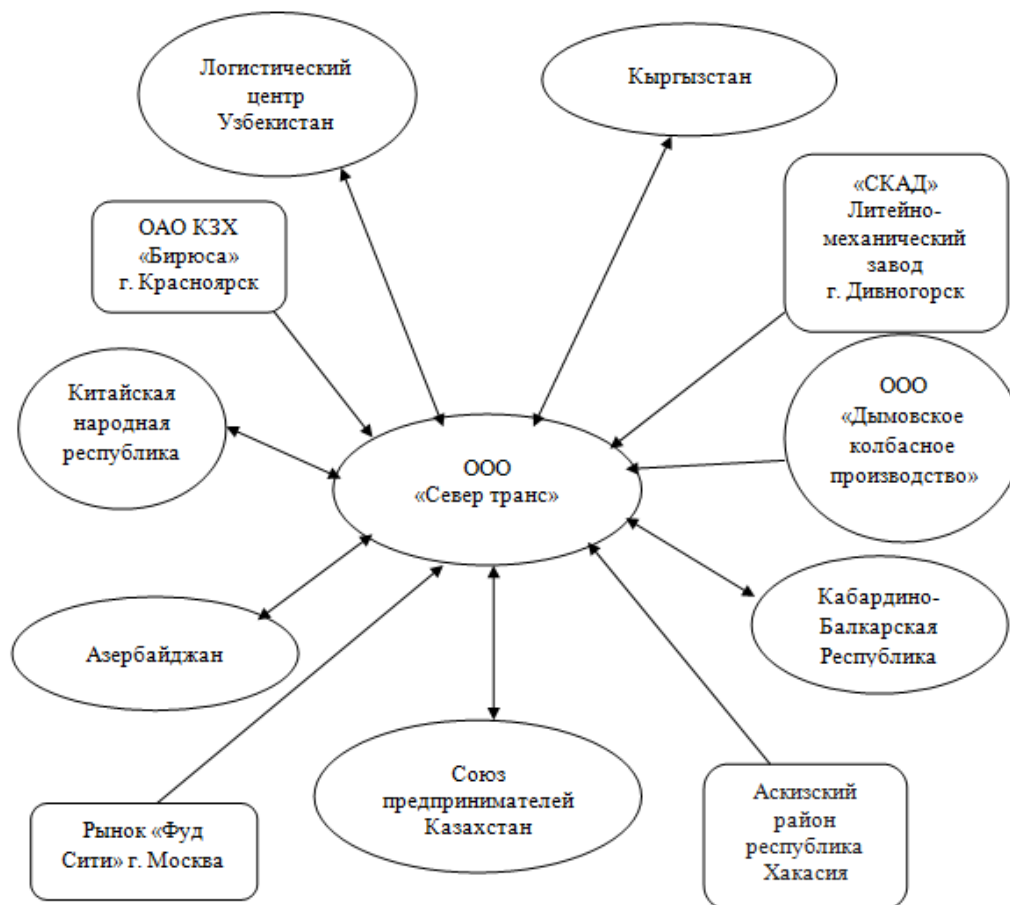 Логистический
центр
Узбекистан
Кыргызстан
«СКАД»
Литейно-
механический
завод
г. Дивногорск
ОАО КЗХ
«Бирюса»
г. Красноярск
Китайская
народная
республика
ООО
«Дымовское
колбасное
производство»
ООО
«Север транс»
Кабардино-
Балкарская
Республика
Азербайджан
Союз
предпринимателей
Казахстан
Аскизский
район
республика
Хакасия
Рынок «Фуд
Сити» г. Москва